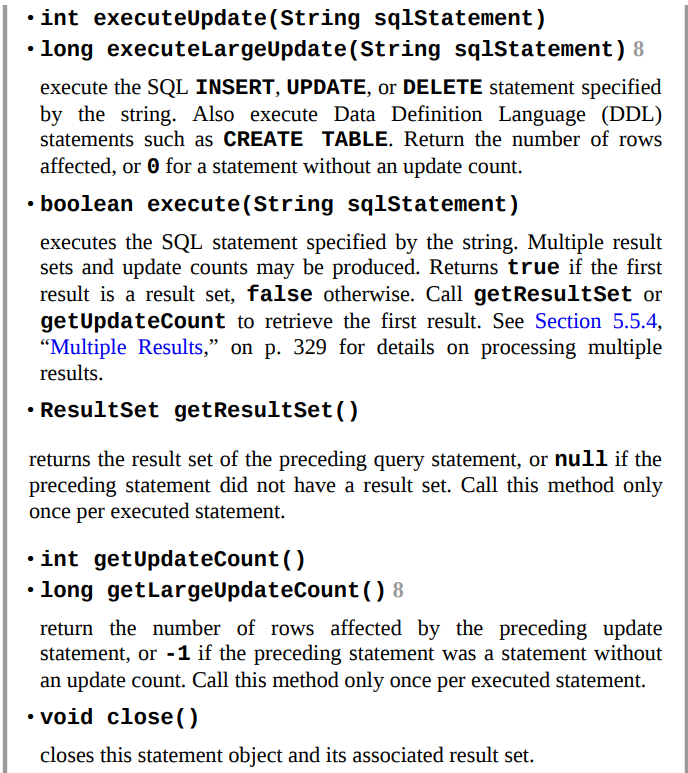 • int executeUpdate(String sqlStatement)
• long executeLargeUpdate(String sqlStatement) 8
execute the SQL INSERT, UPDATE, or DELETE statement specified
by the string. Also execute Data Definition Language (DDL)
statements such as CREATE TABLE. Return the number of rows
affected, or 0 for a statement without an update count.
• boolean execute(String sqlStatement)
executes the SQL statement specified by the string. Multiple result
sets and update counts may be produced. Returns true if the first
result is a result set, false otherwise. Call getResultSet or
getUpdateCount to retrieve the first result. See Section 5.5.4,
“Multiple Results,” on p. 329 for details on processing multiple
results.
• ResultSet getResultSet()
returns the result set of the preceding query statement, or null if the
preceding statement did not have a result set. Call this method only
once per executed statement.
• int getUpdateCount()
• long getLargeUpdateCount() 8
return the number of rows affected by the preceding update
statement, or -1 if the preceding statement was a statement without
an update count. Call this method only once per executed statement.
• void close()
closes this statement object and its associated result set.